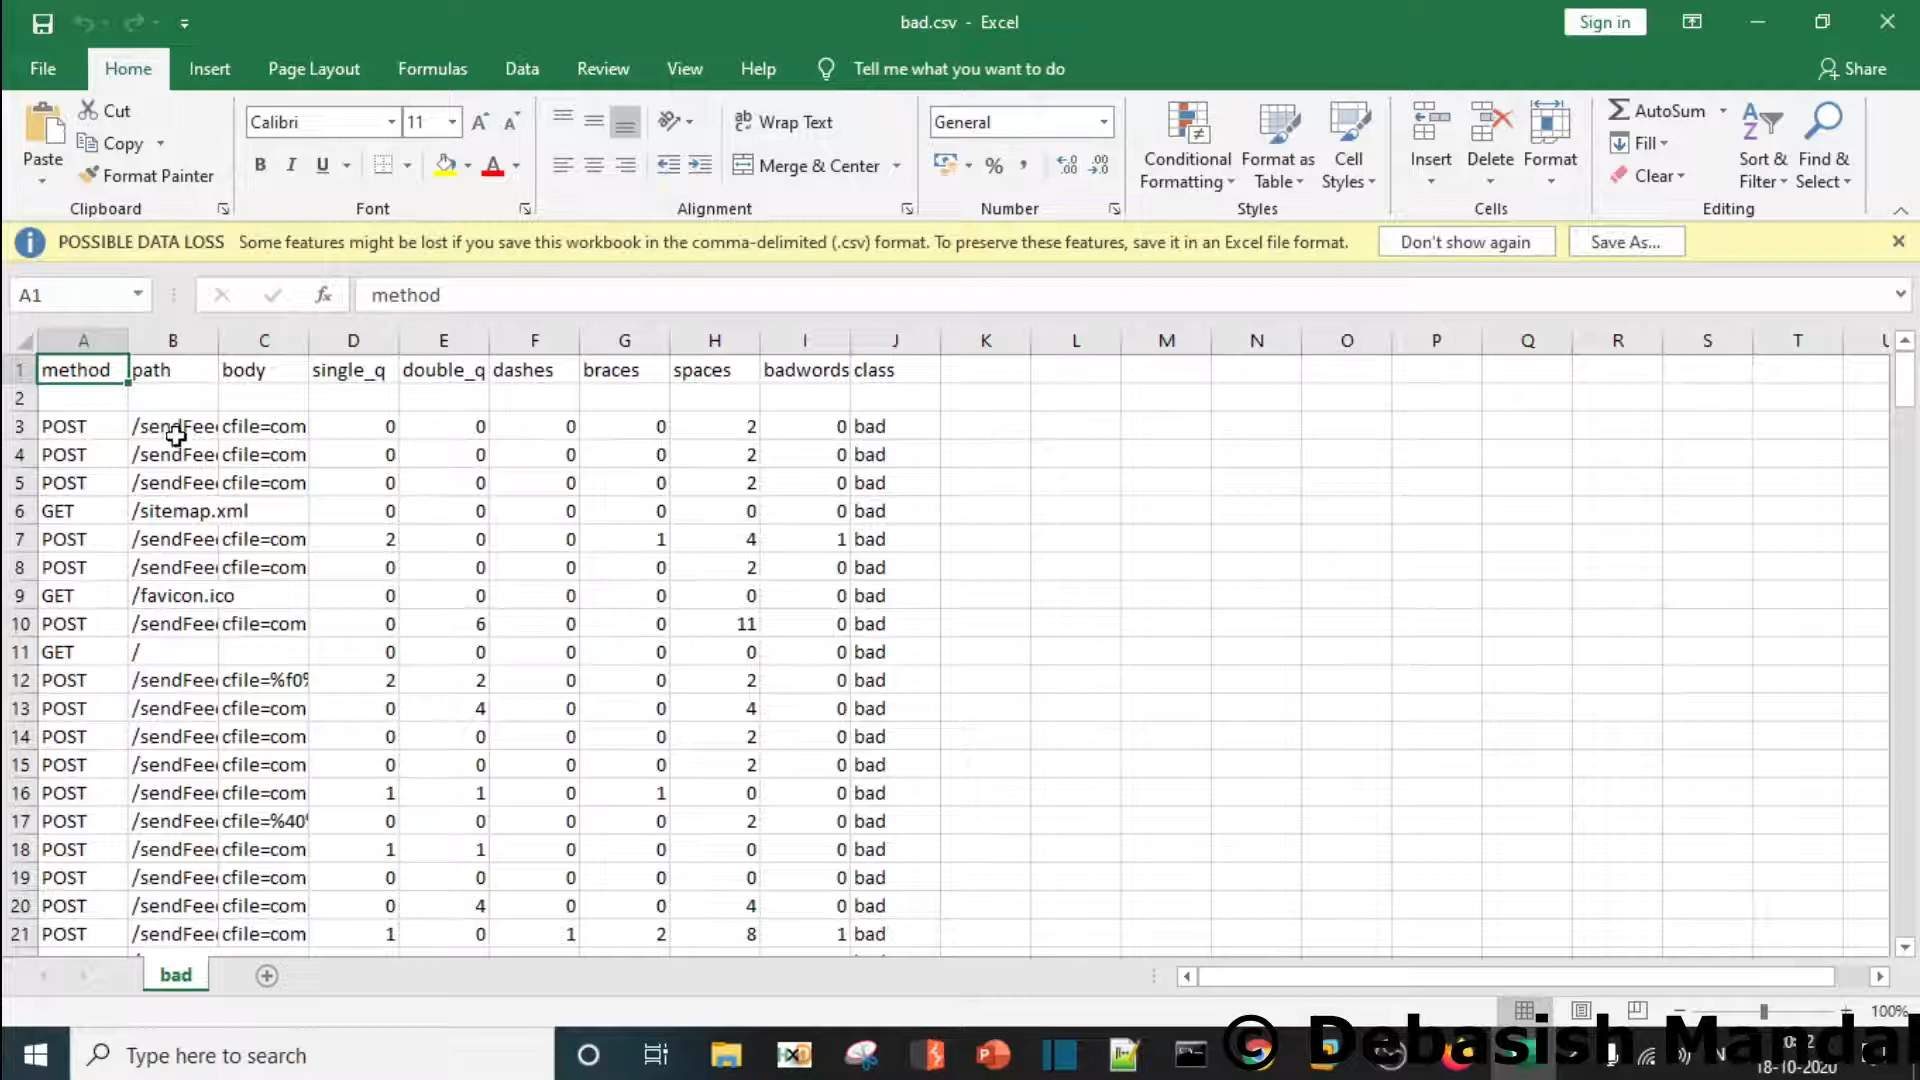 bad.csv - Excel
Sign in
File Home Insert Page Layout Formulas Data Review View Help Tell me what you want to do Share
Paste
Cut
Copy
Format Painter
Clipboard
Calibri 11
B I U
Font
Wrap Text
Merge & Center
Alignment
General
Number
Conditional Formatting
Format as Table
Cell Styles
Styles
Insert
Delete
Format
Cells
AutoSum
Fill
Clear
Sort & Filter
Find & Select
Editing
POSSIBLE DATA LOSS Some features might be lost if you save this workbook in the comma-delimited (.csv) format. To preserve these features, save it in an Excel file format. Don't show again Save As...
A1 fx method
A B C D E F G H I J K L M N O P Q R S T
1 method path body single_q double_q dashes braces spaces badwords class
2
3 POST /sendFee cfile=com 0 0 0 0 2 0 bad
4 POST /sendFee cfile=com 0 0 0 0 2 0 bad
5 POST /sendFee cfile=com 0 0 0 0 2 0 bad
6 GET /sitemap.xml 0 0 0 0 0 0 bad
7 POST /sendFee cfile=com 2 0 0 1 4 1 bad
8 POST /sendFee cfile=com 0 0 0 0 2 0 bad
9 GET /favicon.ico 0 0 0 0 0 0 bad
10 POST /sendFee cfile=com 0 6 0 0 11 0 bad
11 GET / 0 0 0 0 0 0 bad
12 POST /sendFee cfile=%f0% 2 2 0 0 2 0 bad
13 POST /sendFee cfile=com 0 4 0 0 4 0 bad
14 POST /sendFee cfile=com 0 0 0 0 2 0 bad
15 POST /sendFee cfile=com 0 0 0 0 2 0 bad
16 POST /sendFee cfile=com 1 1 0 1 0 0 bad
17 POST /sendFee cfile=%40% 0 0 0 0 2 0 bad
18 POST /sendFee cfile=com 1 1 0 0 0 0 bad
19 POST /sendFee cfile=com 0 0 0 0 0 0 bad
20 POST /sendFee cfile=com 0 4 0 0 4 0 bad
21 POST /sendFee cfile=com 1 0 1 2 8 1 bad
bad
100%
Type here to search
© Debasish Mandal
18-10-2020